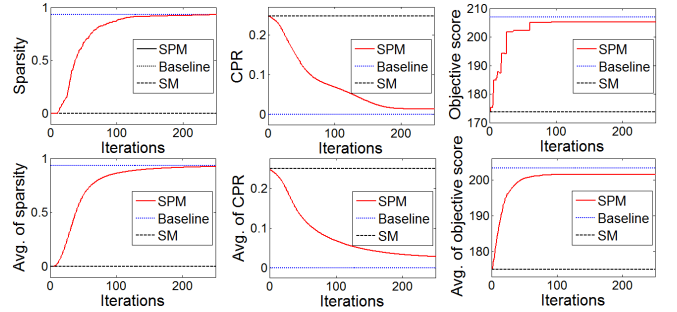 Sparsity
1
0.5
0
0
100
200
Iterations
SPM
Baseline
SM
CPR
0.2
0.1
0
0
100
200
Iterations
SPM
Baseline
SM
Objective score
210
200
190
180
170
0
100
200
Iterations
SPM
Baseline
SM
Avg. of sparsity
1
0.5
0
0
100
200
Iterations
SPM
Baseline
SM
Avg. of CPR
0.2
0.1
0
0
100
200
Iterations
SPM
Baseline
SM
Avg. of objective score
200
190
180
0
100
200
Iterations
SPM
Baseline
SM